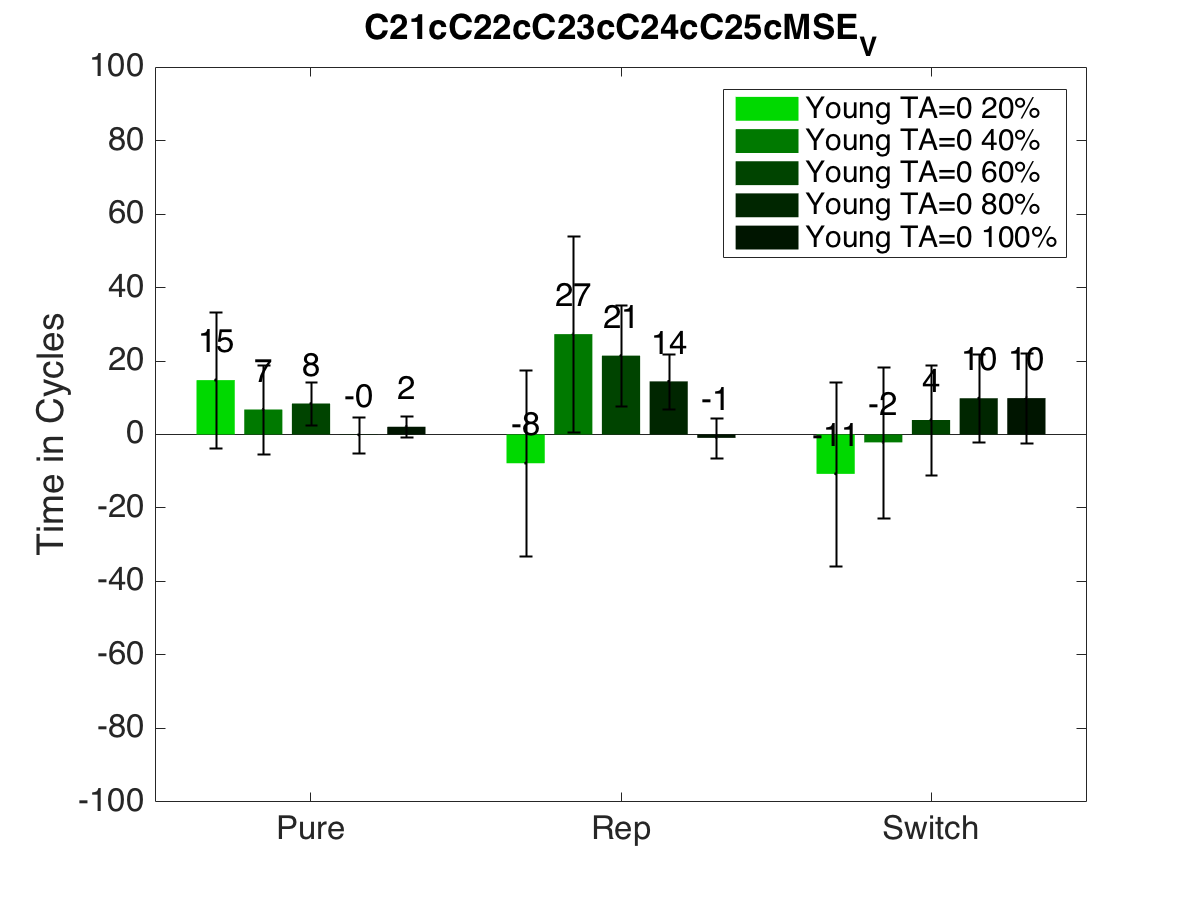 C21cC22cC23cC24cC25cMSE_V
Time in Cycles
100
80
60
40
20
0
-20
-40
-60
-80
-100
Young TA=0 20%
Young TA=0 40%
Young TA=0 60%
Young TA=0 80%
Young TA=0 100%
15
7
8
-0
2
-8
27
21
14
-1
-11
-2
4
10
10
Pure
Rep
Switch